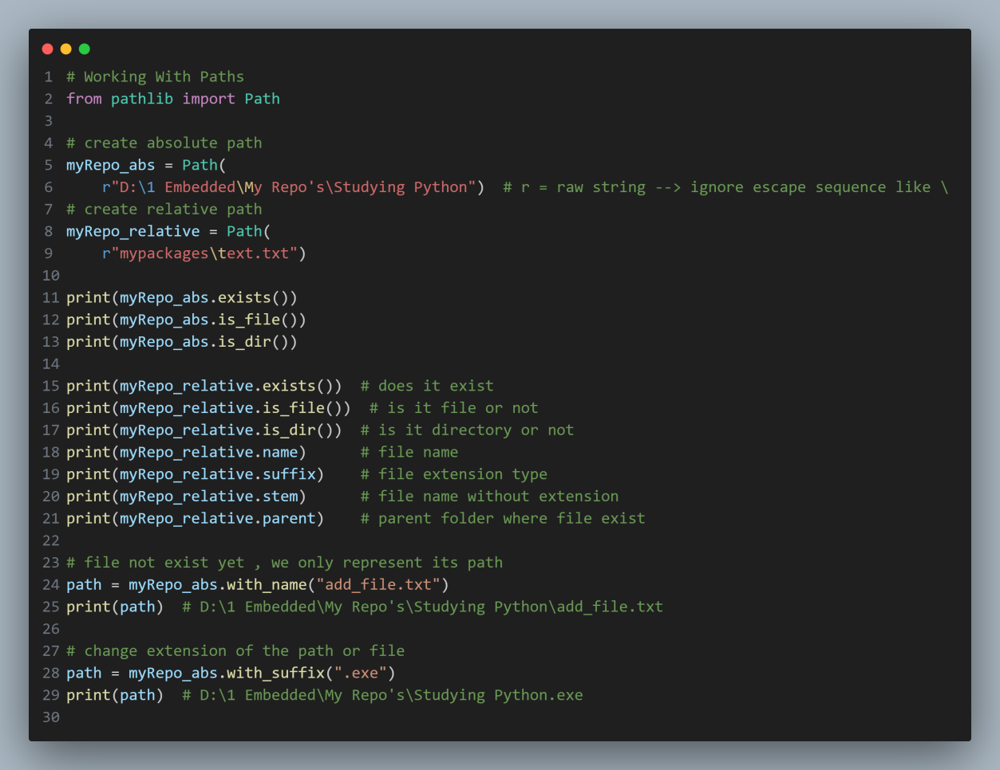 1 # Working With Paths
2 from pathlib import Path
3
4 # create absolute path
5 myRepo_abs = Path(
6     r"D:\1 Embedded\My Repo's\Studying Python")  # r = raw string --> ignore escape sequence like \
7 # create relative path
8 myRepo_relative = Path(
9     r"mypackages\text.txt")
10
11 print(myRepo_abs.exists())
12 print(myRepo_abs.is_file())
13 print(myRepo_abs.is_dir())
14
15 print(myRepo_relative.exists())  # does it exist
16 print(myRepo_relative.is_file())  # is it file or not
17 print(myRepo_relative.is_dir())  # is it directory or not
18 print(myRepo_relative.name)      # file name
19 print(myRepo_relative.suffix)    # file extension type
20 print(myRepo_relative.stem)      # file name without extension
21 print(myRepo_relative.parent)    # parent folder where file exist
22
23 # file not exist yet , we only represent its path
24 path = myRepo_abs.with_name("add_file.txt")
25 print(path)  # D:\1 Embedded\My Repo's\Studying Python\add_file.txt
26
27 # change extension of the path or file
28 path = myRepo_abs.with_suffix(".exe")
29 print(path)  # D:\1 Embedded\My Repo's\Studying Python.exe
30